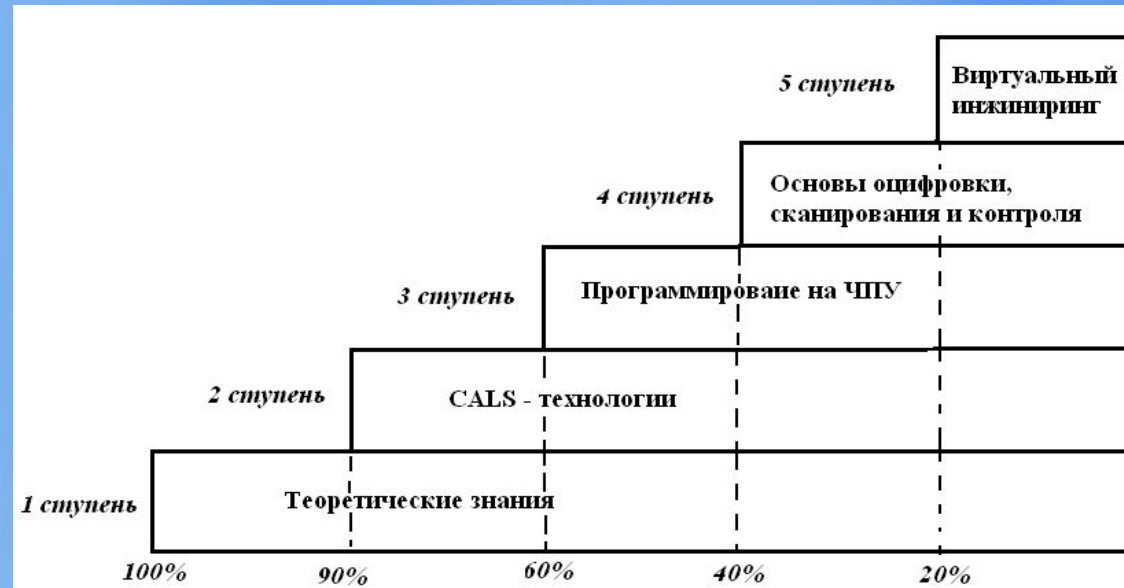 5 ступень
Виртуальный
инжиниринг
4 ступень
Основы оцифровки,
сканирования и контроля
3 ступень
Программироваие на ЧПУ
2 ступень
CALS - технологии
1 ступень
Теоретические знания
100%
90%
60%
40%
20%